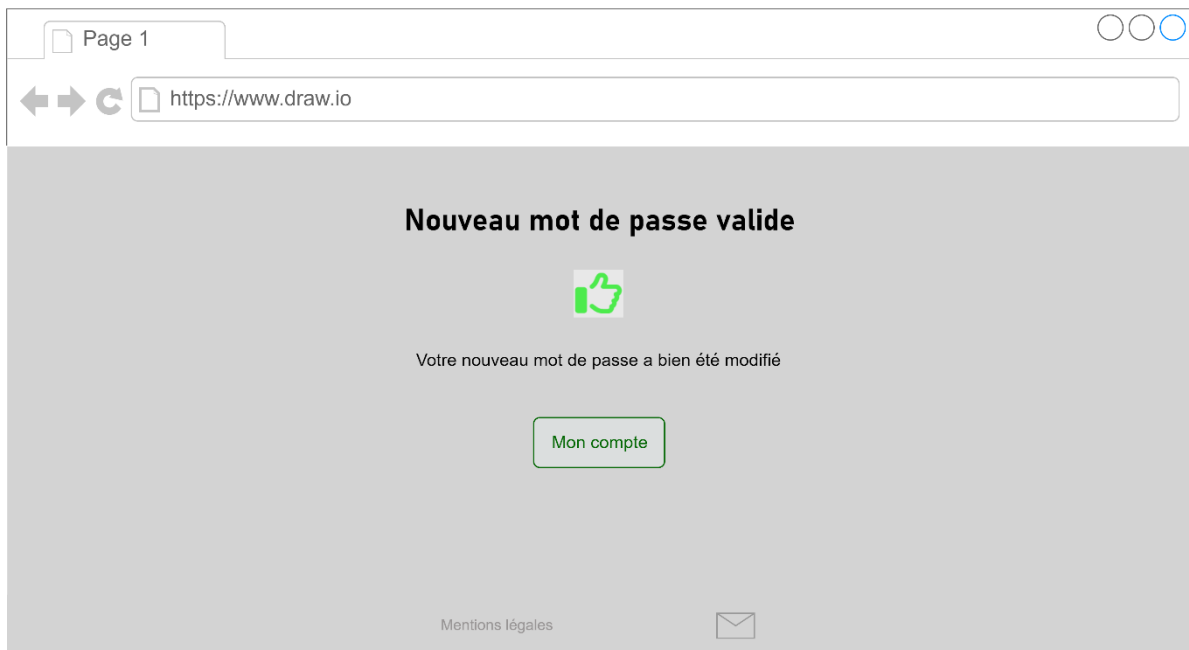 Page 1
https://www.draw.io
Nouveau mot de passe valide
Votre nouveau mot de passe a bien été modifié
Mon compte
Mentions légales